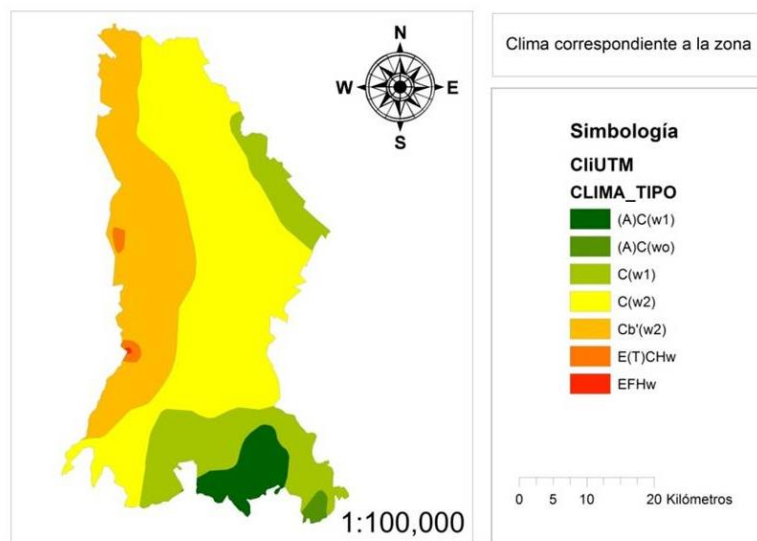 Clima correspondiente a la zona
N
W E
S
Simbología
CliUTM
CLIMA_TIPO
(A)C(w1)
(A)C(wo)
C(w1)
C(w2)
Cb'(w2)
E(T)CHw
EFHw
0 5 10 20 Kilómetros
1:100,000